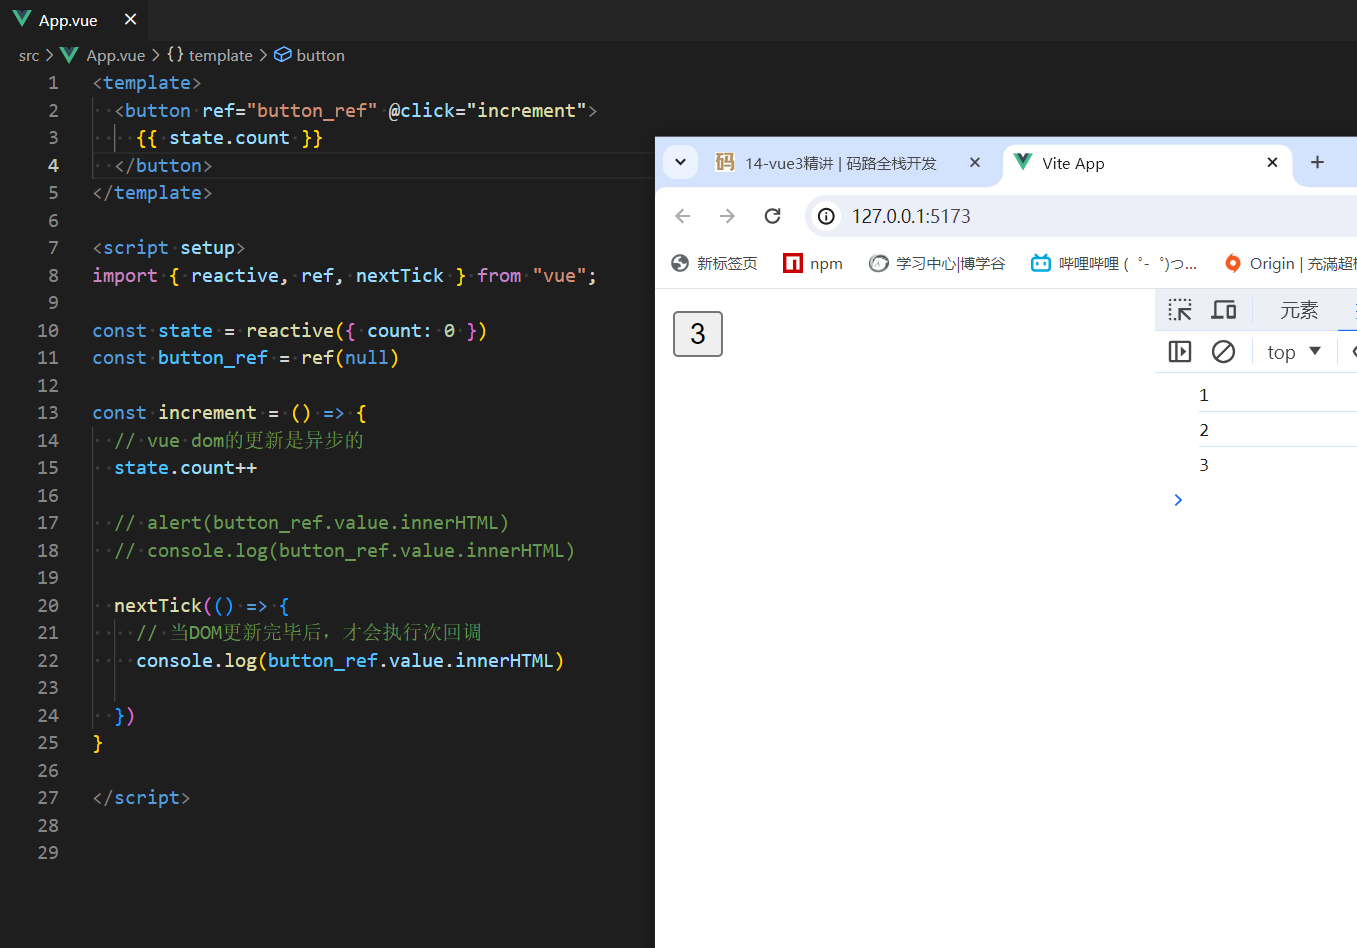 App.vue
src > App.vue > {} template > button
1 <template>
2 <button ref="button_ref" @click="increment">
3 {{ state.count }}
4 </button>
5 </template>
6
7 <script setup>
8 import { reactive, ref, nextTick } from "vue";
9
10 const state = reactive({ count: 0 })
11 const button_ref = ref(null)
12
13 const increment = () => {
14 // vue dom的更新是异步的
15 state.count++
16
17 // alert(button_ref.value.innerHTML)
18 // console.log(button_ref.value.innerHTML)
19
20 nextTick(() => {
21 // 当DOM更新完毕后，才会执行次回调
22 console.log(button_ref.value.innerHTML)
23
24 })
25 }
26
27 </script>
28
29
码 14-vue3精讲 | 码路全栈开发
Vite App
127.0.0.1:5173
新标签页
npm
学习中心|博学谷
哔哩哔哩 (゜-゜)つ...
Origin | 充滿超
3
元素
top
1
2
3